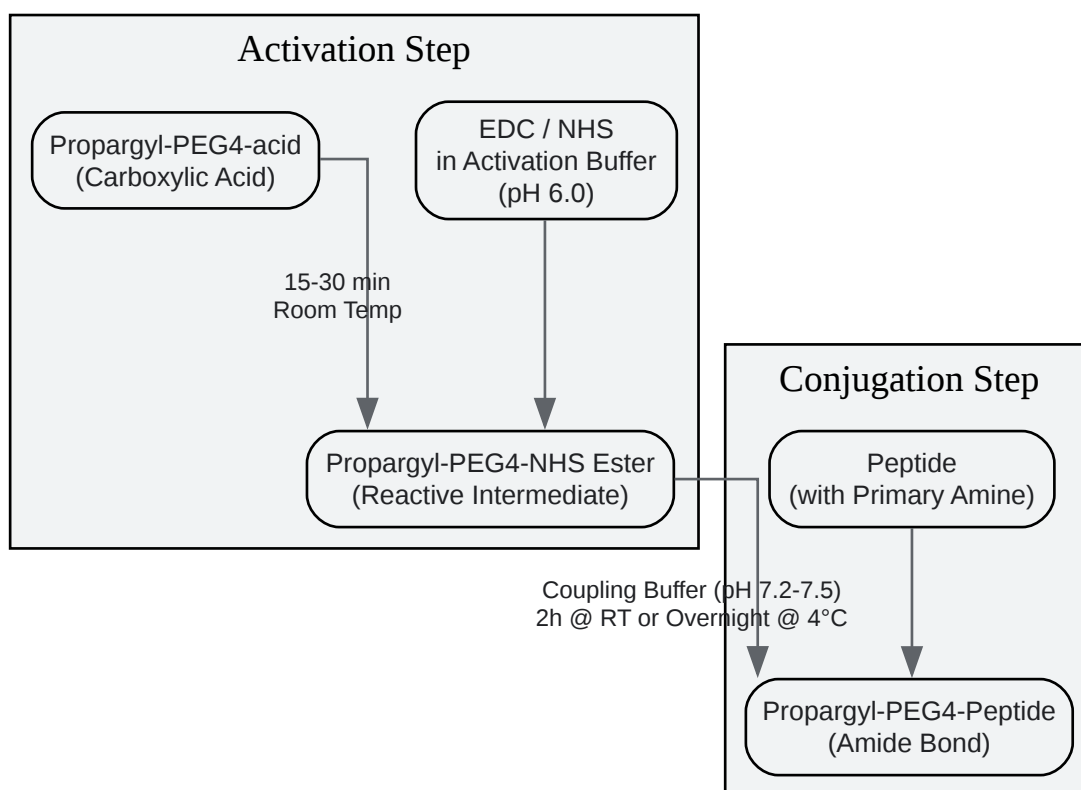 Activation Step
Propargyl-PEG4-acid
(Carboxylic Acid)
EDC / NHS
in Activation Buffer
(pH 6.0)
15-30 min
Room Temp
Propargyl-PEG4-NHS Ester
(Reactive Intermediate)
Conjugation Step
Peptide
(with Primary Amine)
Coupling Buffer (pH 7.2-7.5)
2h @ RT or Overnight @ 4°C
Propargyl-PEG4-Peptide
(Amide Bond)